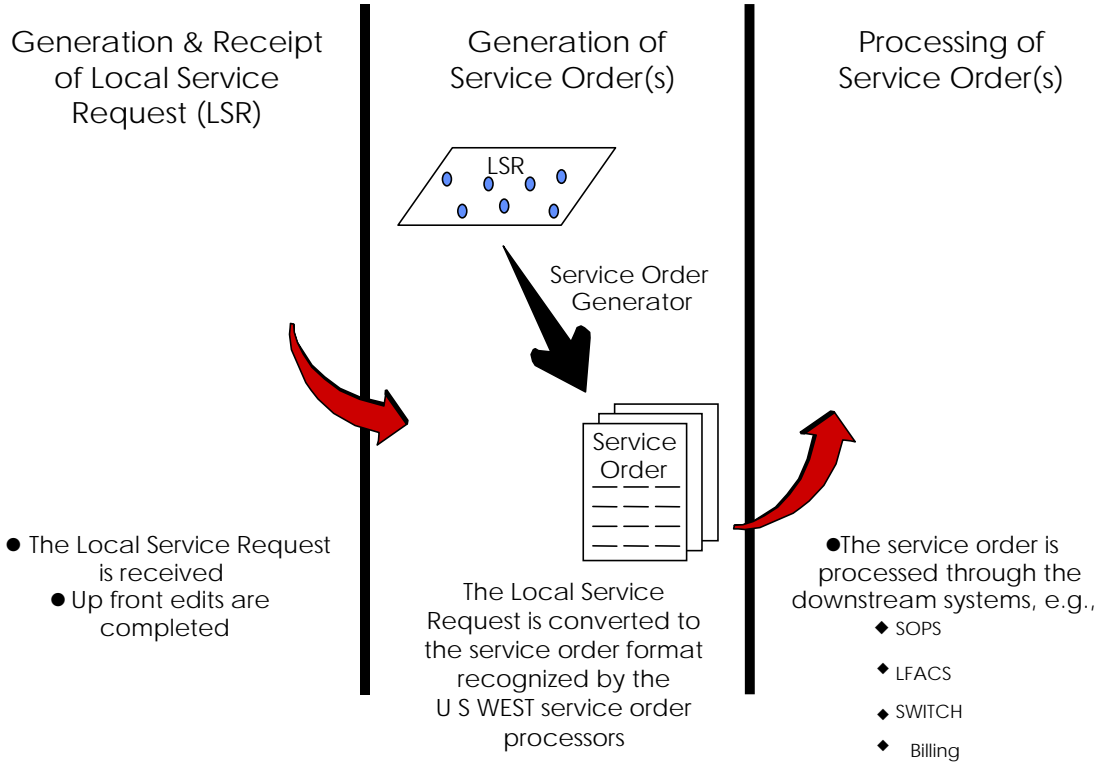 Generation & Receipt
of Local Service
Request (LSR)
● The Local Service Request
is received
● Up front edits are
completed
Generation of
Service Order(s)
LSR
Service Order
Generator
Service
Order
The Local Service
Request is converted to
the service order format
recognized by the
U S WEST service order
processors
Processing of
Service Order(s)
●The service order is
processed through the
downstream systems, e.g.,
◆ SOPS
◆ LFACS
◆ SWITCH
◆ Billing